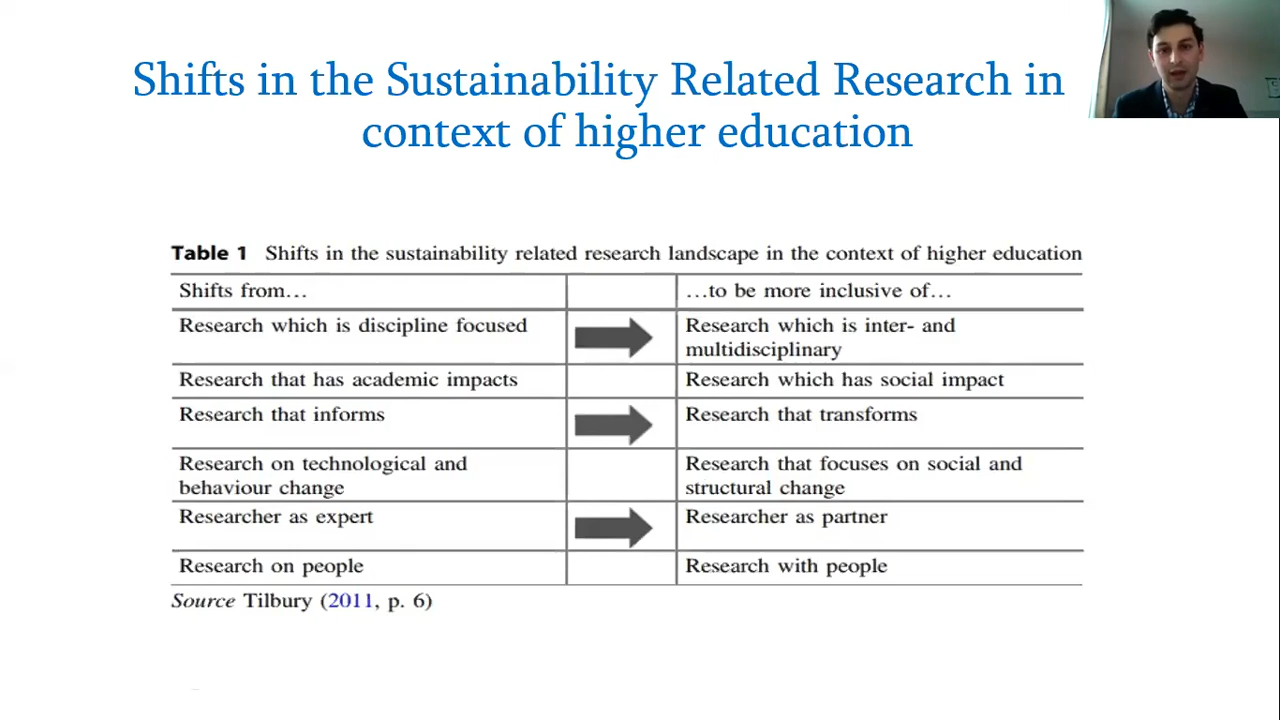 Shifts in the Sustainability Related Research in
context of higher education
Table 1 Shifts in the sustainability related research landscape in the context of higher education
Shifts from…
…to be more inclusive of…
Research which is discipline focused
Research which is inter- and
multidisciplinary
Research that has academic impacts
Research which has social impact
Research that informs
Research that transforms
Research on technological and
behaviour change
Research that focuses on social and
structural change
Researcher as expert
Researcher as partner
Research on people
Research with people
Source Tilbury (2011, p. 6)